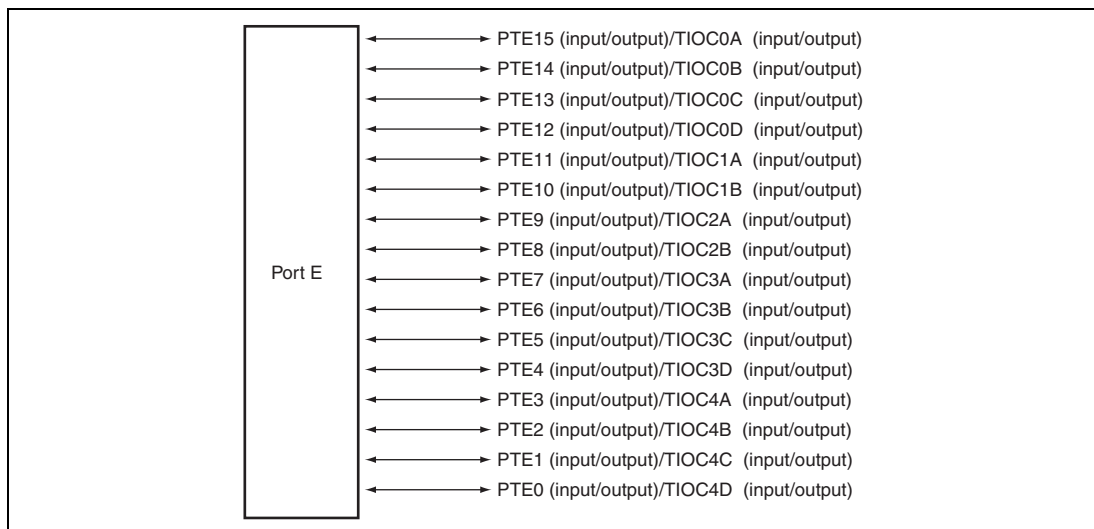 PTE15 (input/output)/TIOC0A (input/output)
PTE14 (input/output)/TIOC0B (input/output)
PTE13 (input/output)/TIOC0C (input/output)
PTE12 (input/output)/TIOC0D (input/output)
PTE11 (input/output)/TIOC1A (input/output)
PTE10 (input/output)/TIOC1B (input/output)
PTE9 (input/output)/TIOC2A (input/output)
PTE8 (input/output)/TIOC2B (input/output)
Port E
PTE7 (input/output)/TIOC3A (input/output)
PTE6 (input/output)/TIOC3B (input/output)
PTE5 (input/output)/TIOC3C (input/output)
PTE4 (input/output)/TIOC3D (input/output)
PTE3 (input/output)/TIOC4A (input/output)
PTE2 (input/output)/TIOC4B (input/output)
PTE1 (input/output)/TIOC4C (input/output)
PTE0 (input/output)/TIOC4D (input/output)